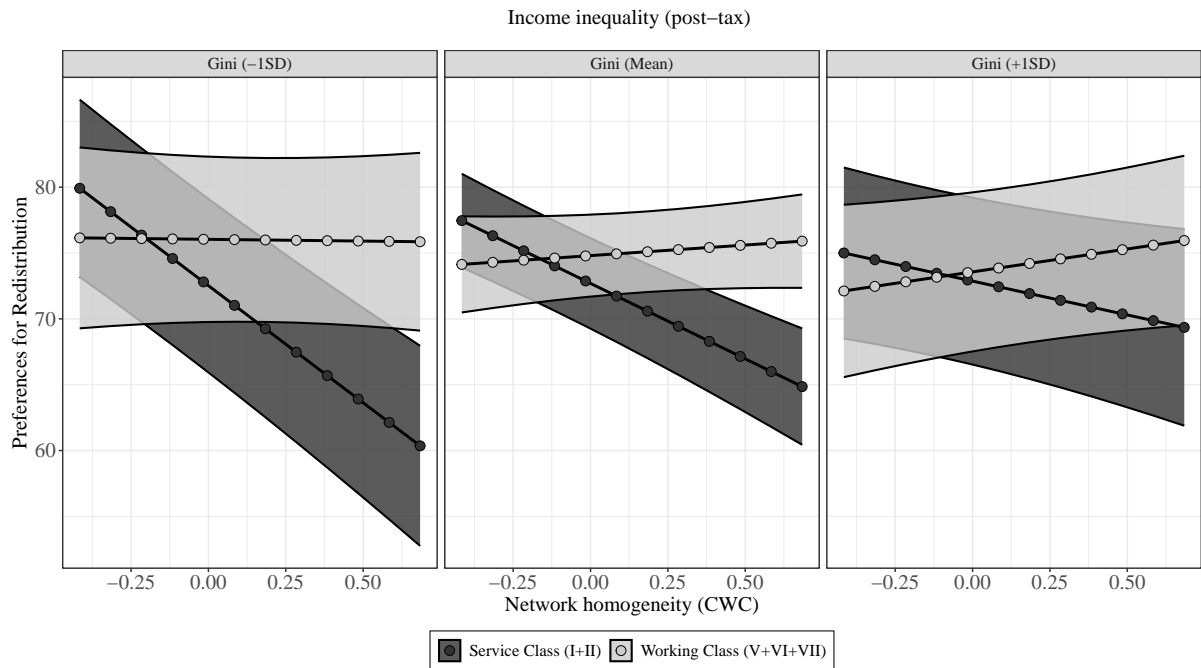 Income inequality (post−tax)
Gini (−1SD) Gini (Mean) Gini (+1SD)
Preferences for Redistribution
80
70
60
−0.25 0.00 0.25 0.50 −0.25 0.00 0.25 0.50 −0.25 0.00 0.25 0.50
Network homogeneity (CWC)
Service Class (I+II) Working Class (V+VI+VII)